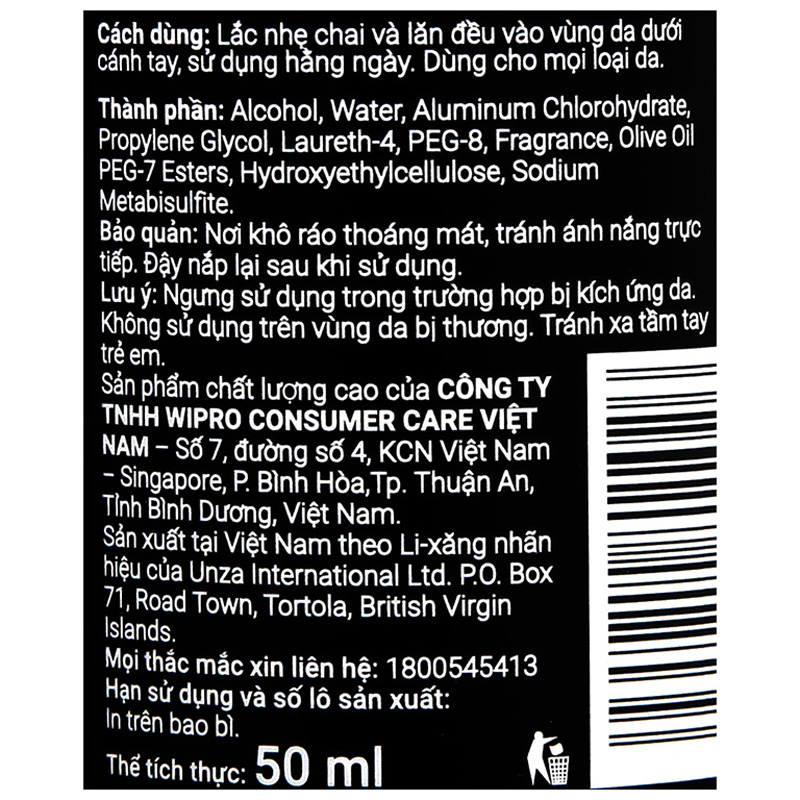 Cách dùng: Lắc nhẹ chai và lăn đều vào vùng da dưới
cánh tay, sử dụng hằng ngày. Dùng cho mọi loại da.
Thành phần: Alcohol, Water, Aluminum Chlorohydrate,
Propylene Glycol, Laureth-4, PEG-8, Fragrance, Olive Oil
PEG-7 Esters, Hydroxyethylcellulose, Sodium
Metabisulfite.
Bảo quản: Nơi khô ráo thoáng mát, tránh ánh nắng trực
tiếp. Đậy nắp lại sau khi sử dụng.
Lưu ý: Ngưng sử dụng trong trường hợp bị kích ứng da.
Không sử dụng trên vùng da bị thương. Tránh xa tầm tay
trẻ em.
Sản phẩm chất lượng cao của CÔNG TY
TNHH WIPRO CONSUMER CARE VIỆT
NAM – Số 7, đường số 4, KCN Việt Nam
– Singapore, P. Bình Hòa,Tp. Thuận An,
Tỉnh Bình Dương, Việt Nam.
Sản xuất tại Việt Nam theo Li-xăng nhãn
hiệu của Unza International Ltd. P.O. Box
71, Road Town, Tortola, British Virgin
Islands.
Mọi thắc mắc xin liên hệ: 1800545413
Hạn sử dụng và số lô sản xuất:
In trên bao bì.
Thể tích thực: 50 ml